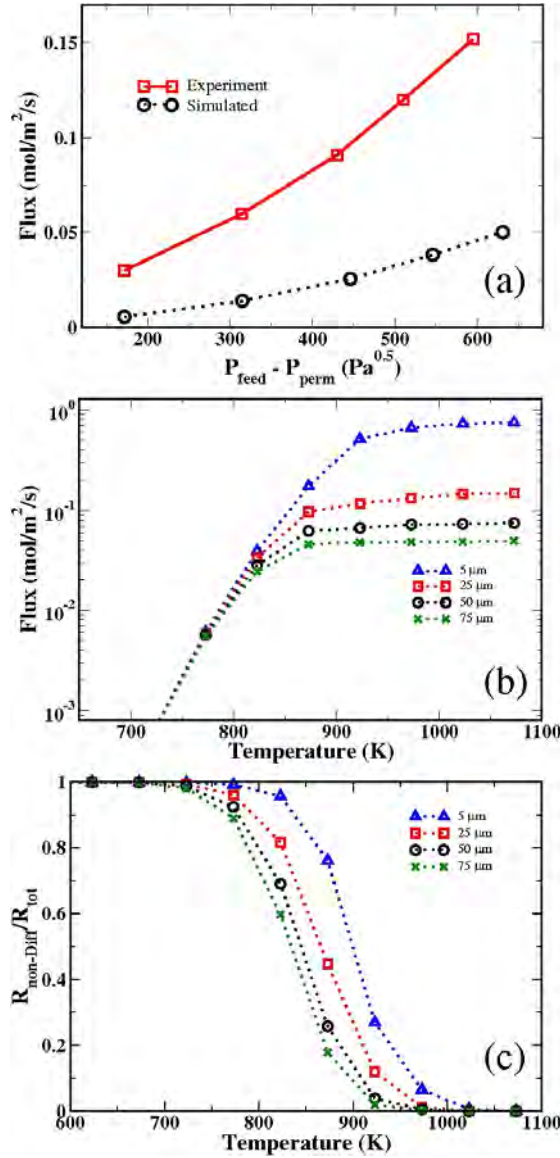 0.15
0.1
0.05
0
Flux (mol/m²/s)
Experiment
Simulated
(a)
200 300 400 500 600
P_feed - P_perm (Pa^0.5)
10^0
10^-1
10^-2
10^-3
Flux (mol/m²/s)
5 µm
25 µm
50 µm
75 µm
(b)
700 800 900 1000 1100
Temperature (K)
1
0.8
0.6
0.4
0.2
0
R_non-Diff/R_tot
5 µm
25 µm
50 µm
75 µm
(c)
600 700 800 900 1000 1100
Temperature (K)